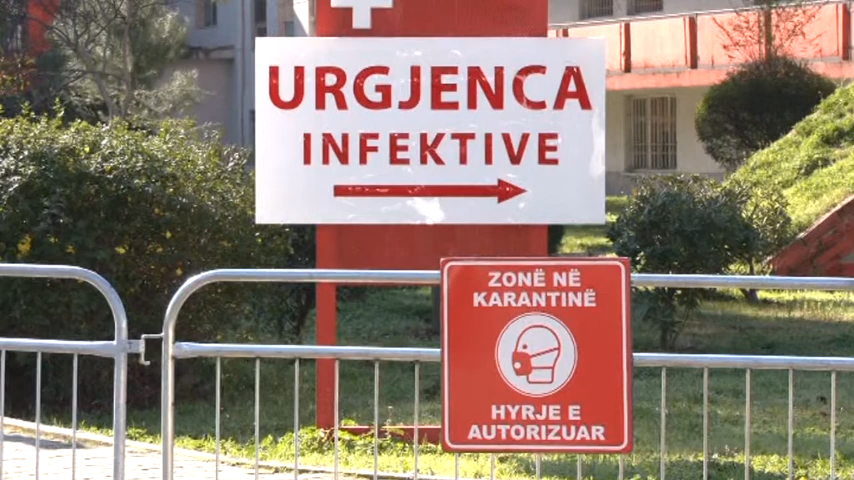 URGJENCA
INFEKTIVE
ZONË NË
KARANTINË
HYRJE E
AUTORIZUAR